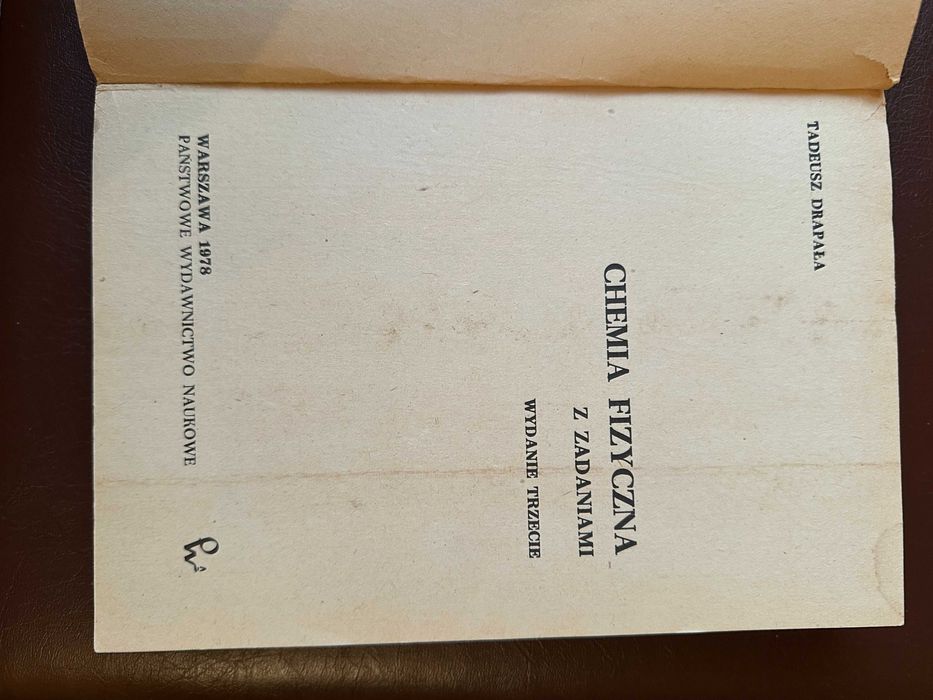 TADEUSZ DRAPAŁA
CHEMIA FIZYCZNA
Z ZADANIAMI
WYDANIE TRZECIE
WARSZAWA 1978
PAŃSTWOWE WYDAWNICTWO NAUKOWE